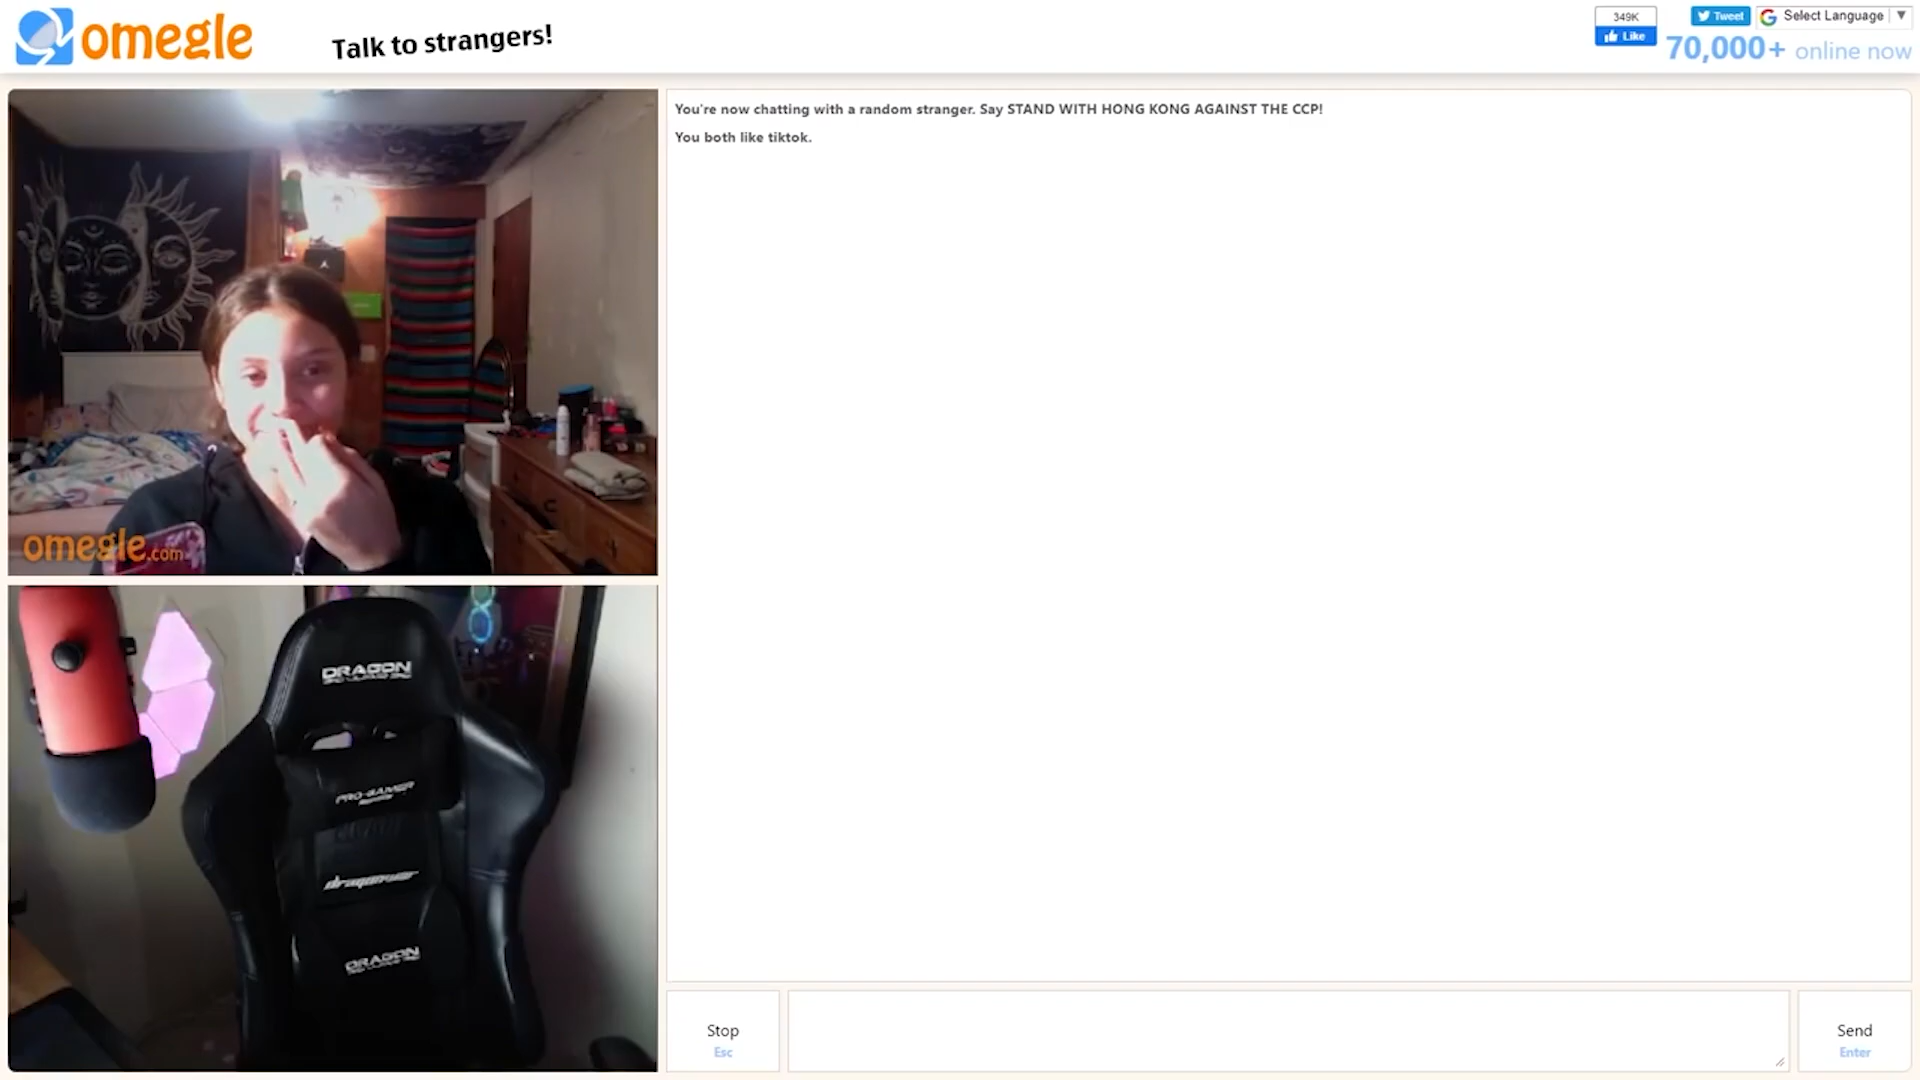 omegle
Talk to strangers!
349K
Like
Tweet
Select Language
70,000+ online now
You're now chatting with a random stranger. Say STAND WITH HONG KONG AGAINST THE CCP!
You both like tiktok.
omegle.com
DRAGON
PRO-GAMER
dragonwar
DRAGON
Stop
Esc
Send
Enter